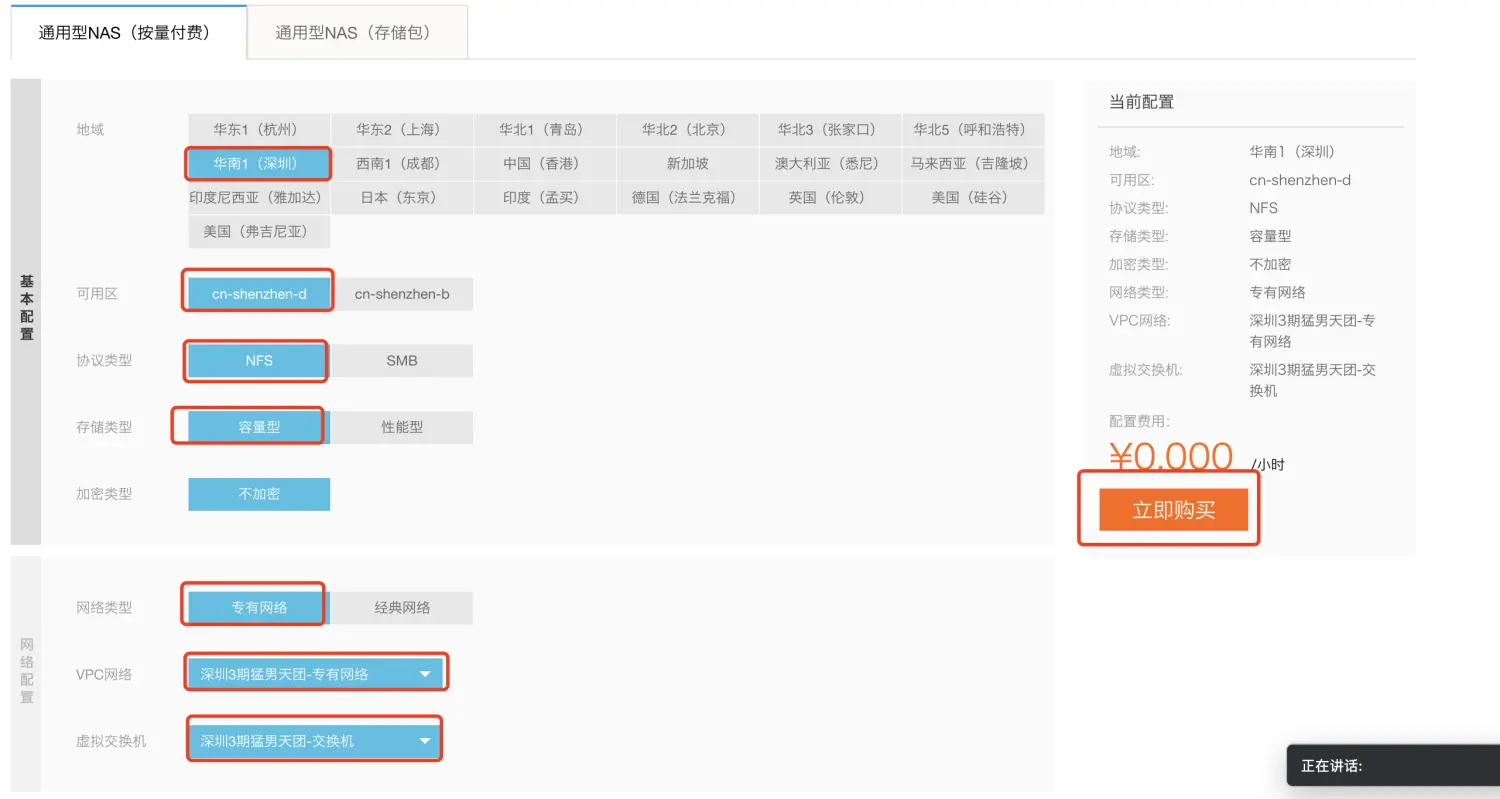 通用型NAS（按量付费） 通用型NAS（存储包）
基本配置
地域 华东1（杭州） 华东2（上海） 华北1（青岛） 华北2（北京） 华北3（张家口） 华北5（呼和浩特）
华南1（深圳） 西南1（成都） 中国（香港） 新加坡 澳大利亚（悉尼） 马来西亚（吉隆坡）
印度尼西亚（雅加达） 日本（东京） 印度（孟买） 德国（法兰克福） 英国（伦敦） 美国（硅谷）
美国（弗吉尼亚）
可用区 cn-shenzhen-d cn-shenzhen-b
协议类型 NFS SMB
存储类型 容量型 性能型
加密类型 不加密
网络配置
网络类型 专有网络 经典网络
VPC网络 深圳3期猛男天团-专有网络
虚拟交换机 深圳3期猛男天团-交换机
当前配置
地域: 华南1（深圳）
可用区: cn-shenzhen-d
协议类型: NFS
存储类型: 容量型
加密类型: 不加密
网络类型: 专有网络
VPC网络: 深圳3期猛男天团-专
有网络
虚拟交换机: 深圳3期猛男天团-交
换机
配置费用:
¥0.000 /小时
立即购买
正在讲话: